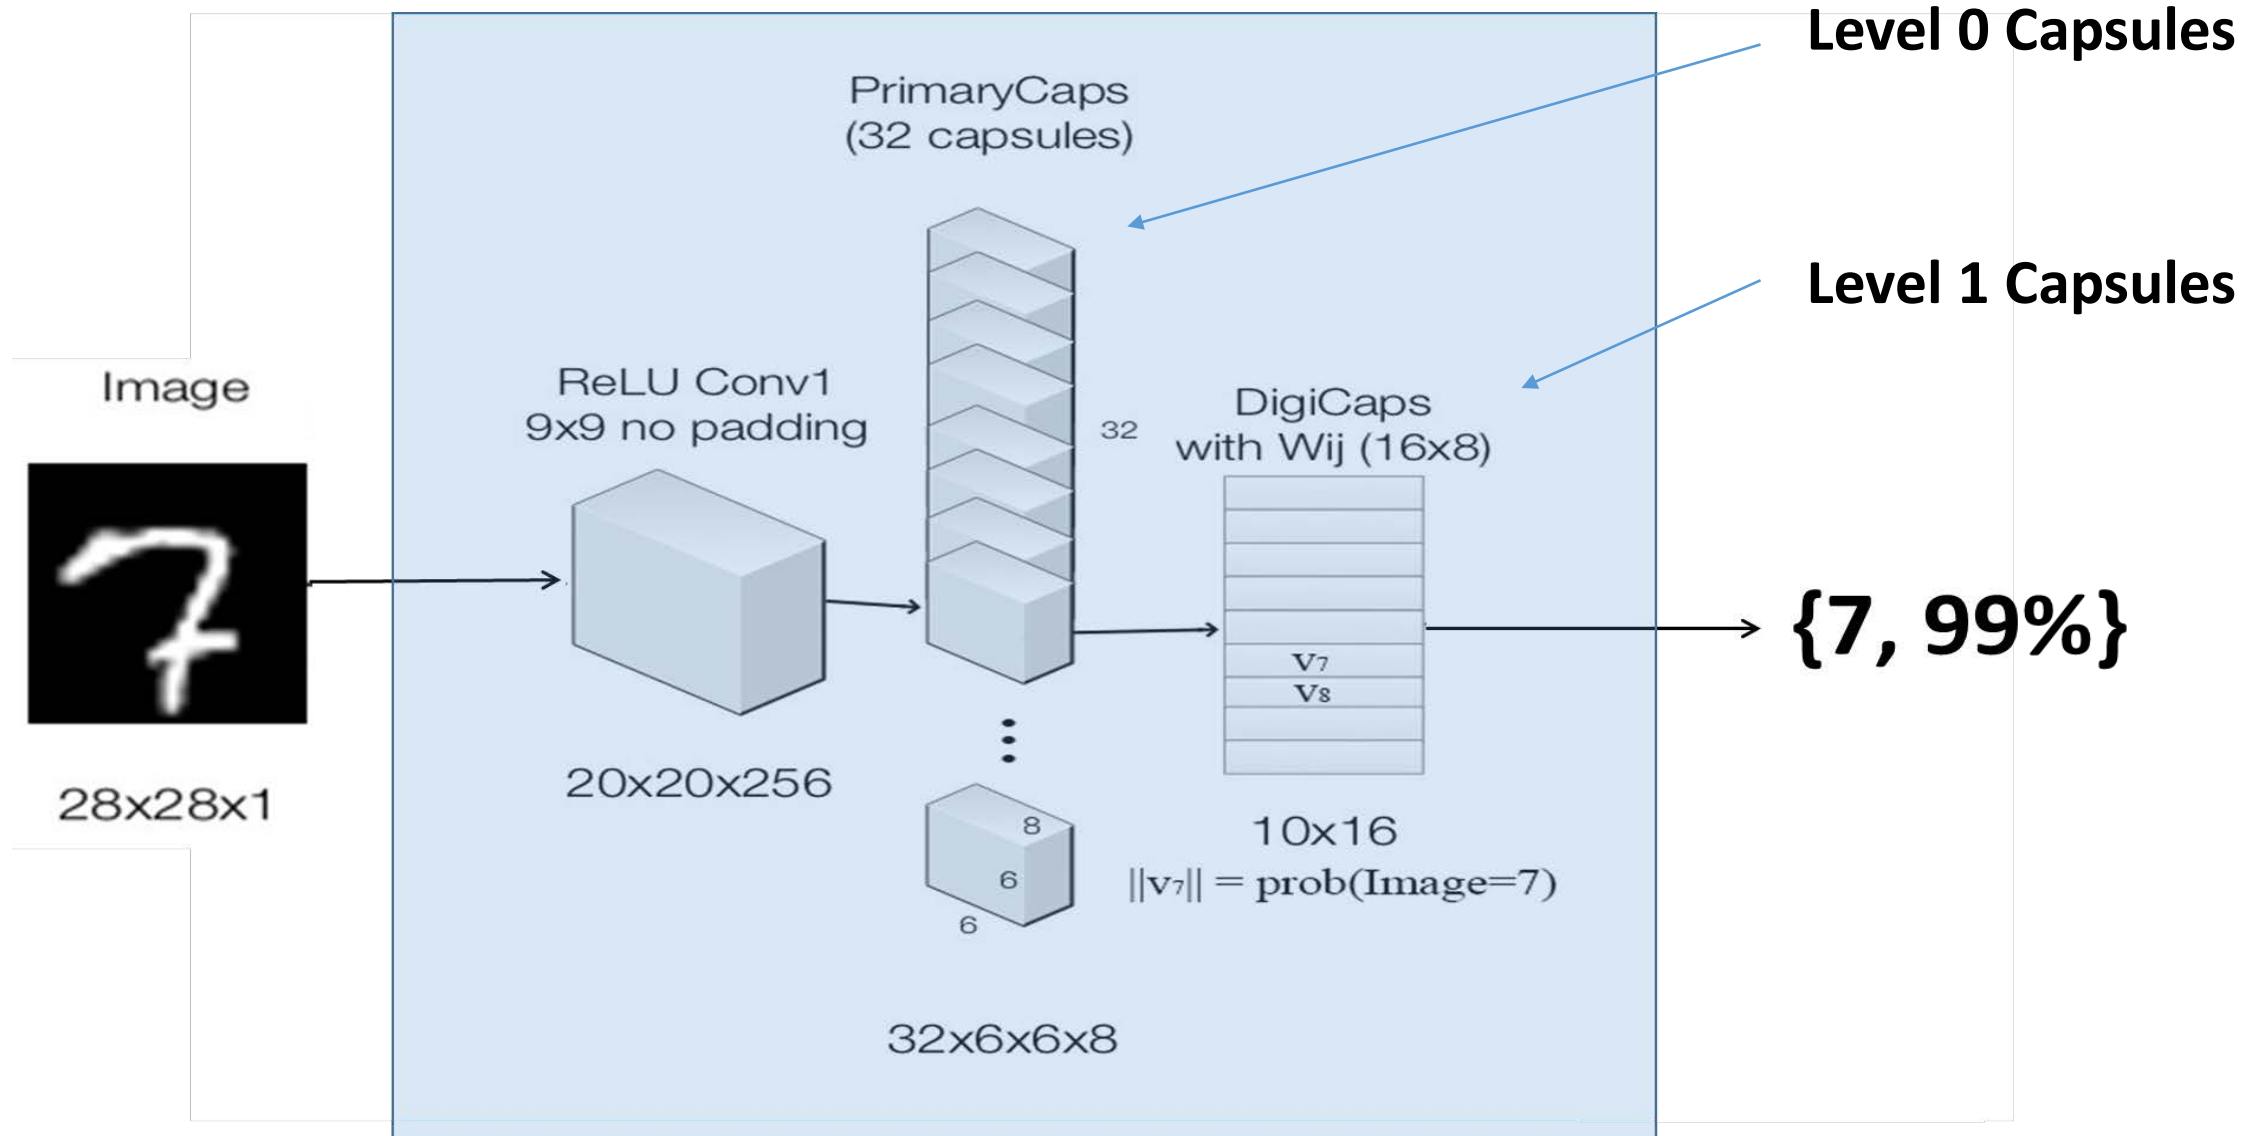 Level 0 Capsules
PrimaryCaps
(32 capsules)
Level 1 Capsules
Image
ReLU Conv1
9x9 no padding
32
DigiCaps
with Wij (16x8)
{7, 99%}
v7
v8
28x28x1
20x20x256
8
6
6
10x16
||v7|| = prob(Image=7)
32x6x6x8